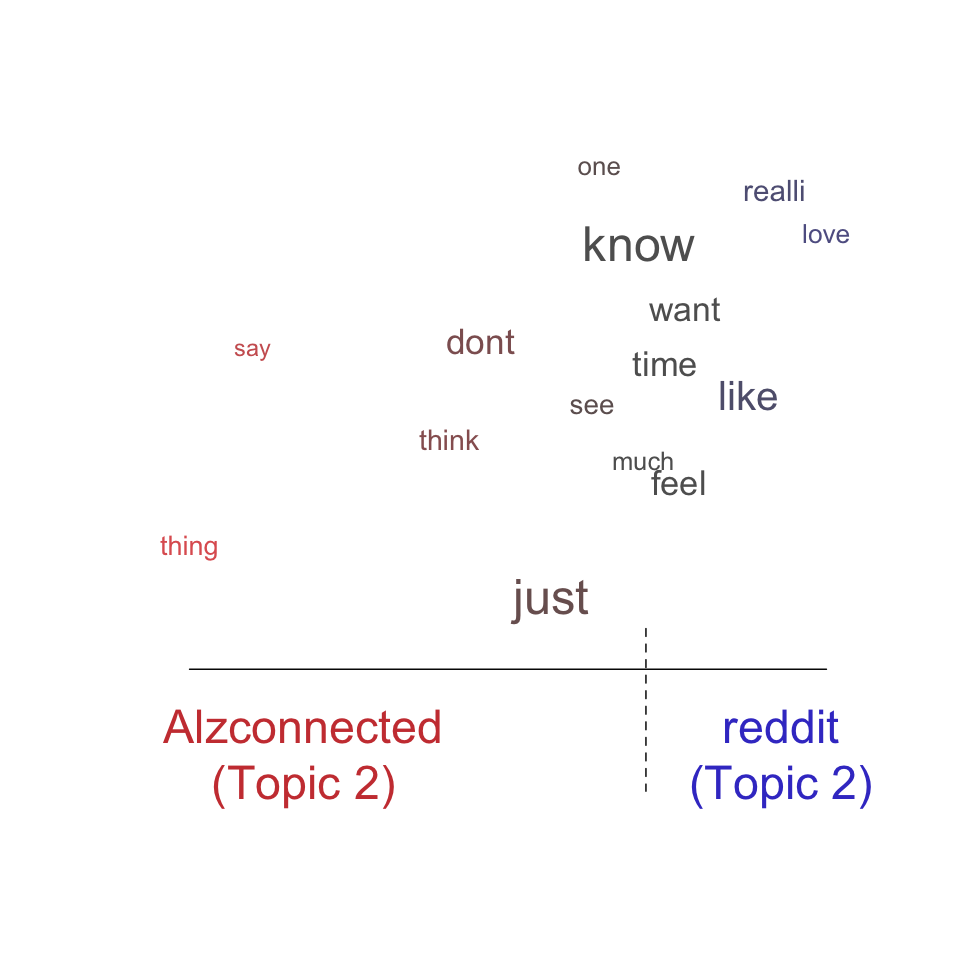 one
realli
love
know
want
dont
say
time
like
see
think
much
feel
thing
just
Alzconnected
(Topic 2)
reddit
(Topic 2)